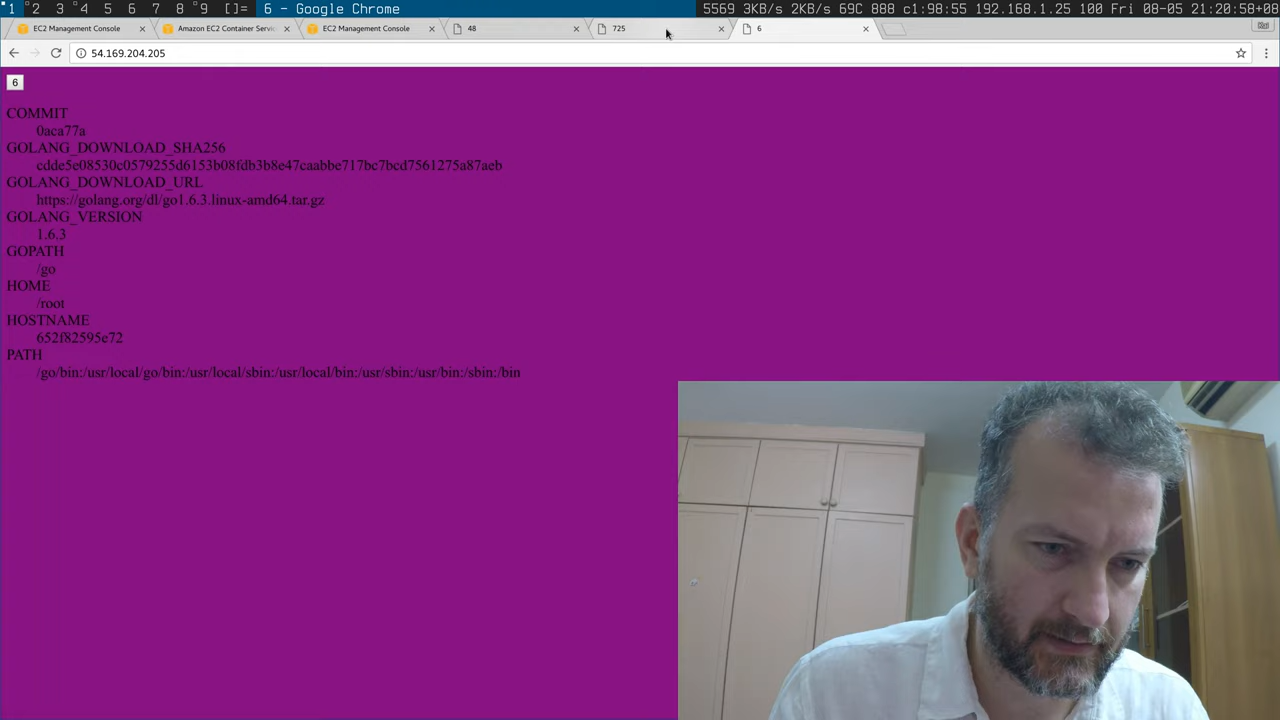 1 2 3 4 5 6 7 8 9 []= 6 - Google Chrome 5569 3KB/s 2KB/s 69C 888 c1:98:55 192.168.1.25 100 Fri 08-05 21:20:58+08
EC2 Management Console Amazon EC2 Container Servi EC2 Management Console 48 725 6
54.169.204.205
6
COMMIT
0aca77a
GOLANG_DOWNLOAD_SHA256
cdde5e08530c0579255d6153b08fdb3b8e47caabbe717bc7bcd7561275a87aeb
GOLANG_DOWNLOAD_URL
https://golang.org/dl/go1.6.3.linux-amd64.tar.gz
GOLANG_VERSION
1.6.3
GOPATH
/go
HOME
/root
HOSTNAME
652f82595e72
PATH
/go/bin:/usr/local/go/bin:/usr/local/sbin:/usr/local/bin:/usr/sbin:/usr/bin:/sbin:/bin